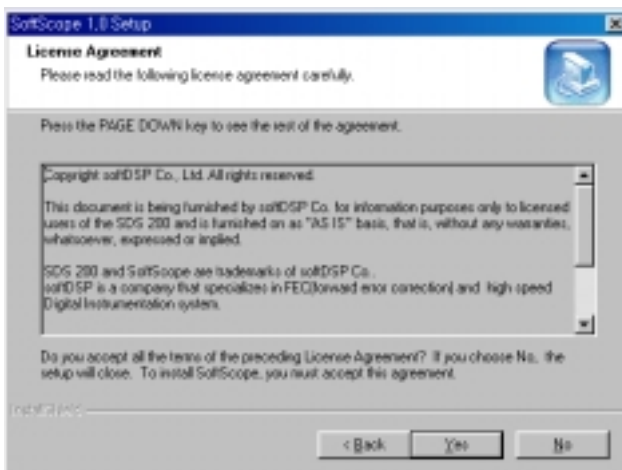 SoftScope 1.0 Setup
License Agreement
Please read the following license agreement carefully.
Press the PAGE DOWN key to see the rest of the agreement.
Copyright softDSP Co., Ltd. All rights reserved.
This document is being furnished by softDSP Co. for information purposes only to licensed
users of the SDS 200 and is furnished on as "AS IS" basis, that is, without any warranties,
whatsoever, expressed or implied.
SDS 200 and SoftScope are trademarks of softDSP Co..
softDSP is a company that specializes in FEC(forward error correction) and high speed
Digital Instrumentation system.
Do you accept all the terms of the preceding License Agreement? If you choose No, the
setup will close. To install SoftScope, you must accept this agreement.
InstallShield
< Back
Yes
No